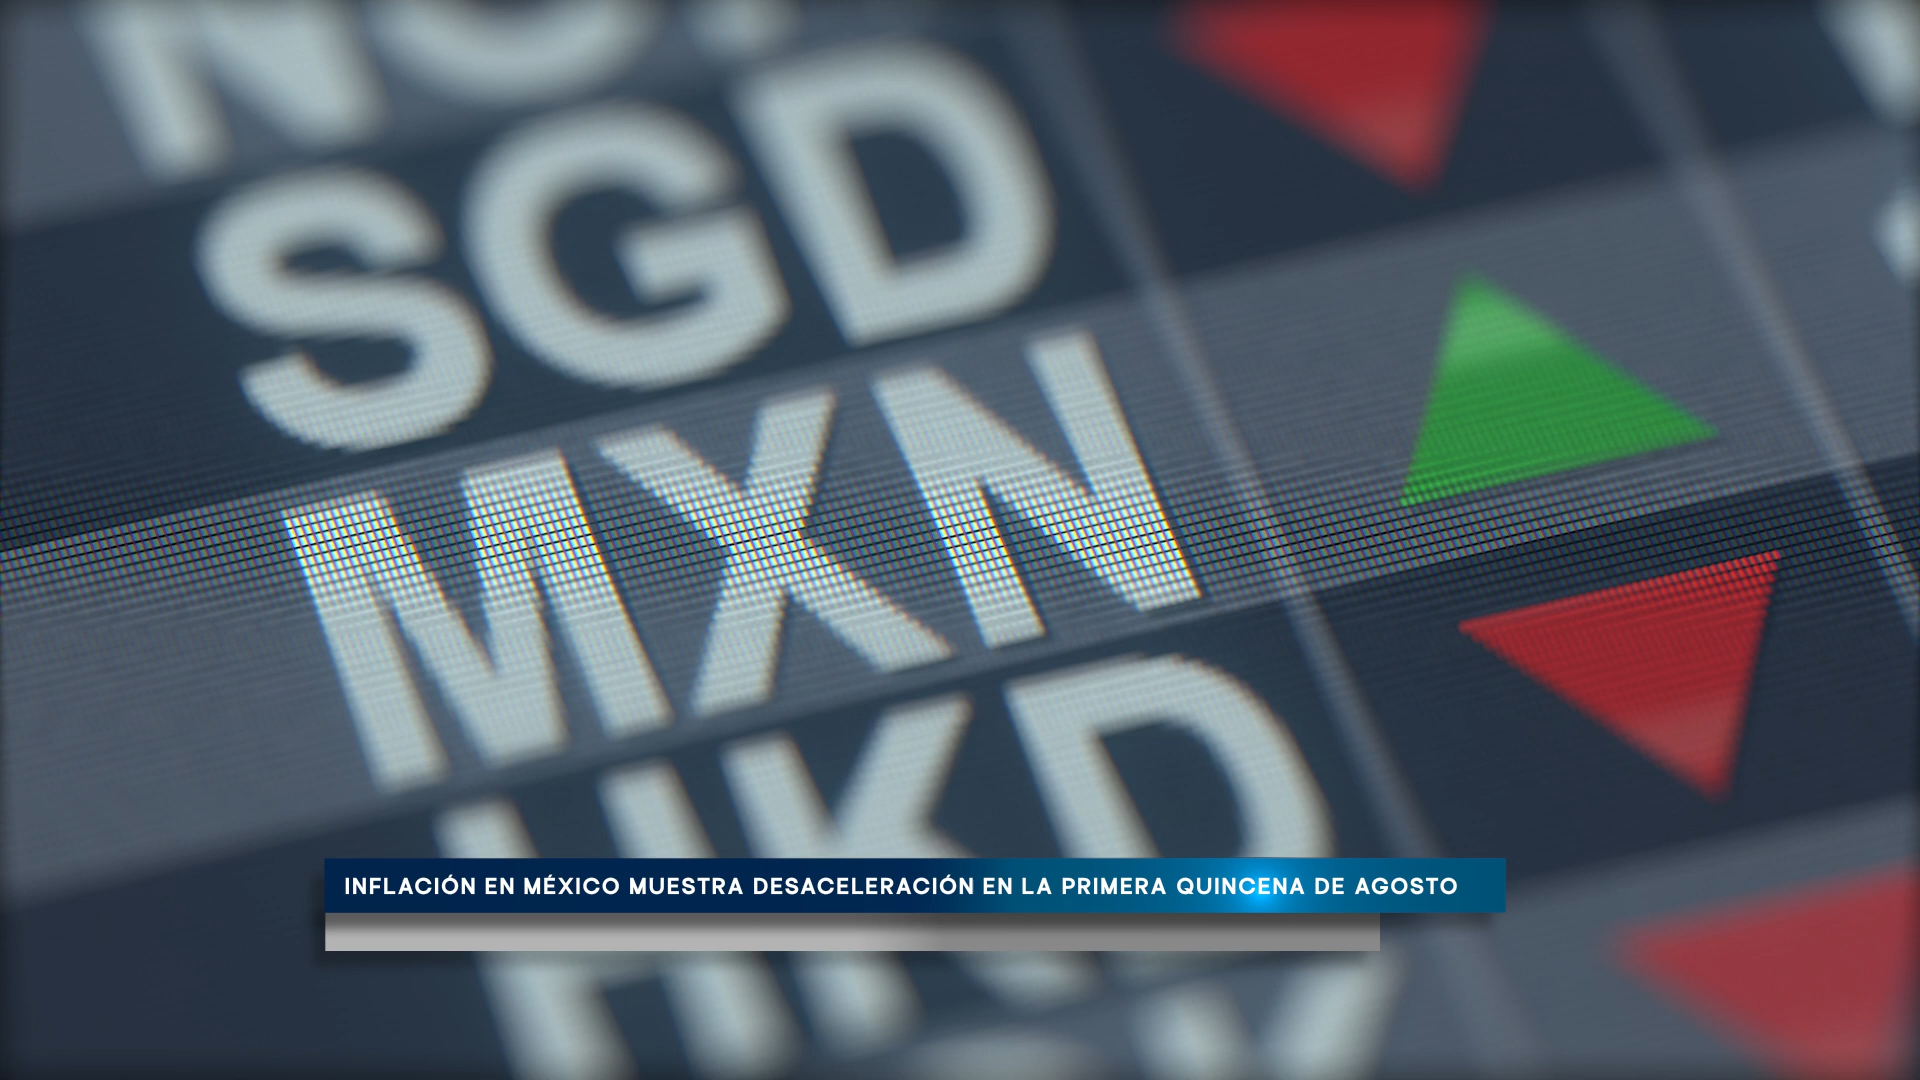 SGD
MXN
HKD
INFLACIÓN EN MÉXICO MUESTRA DESACELERACIÓN EN LA PRIMERA QUINCENA DE AGOSTO